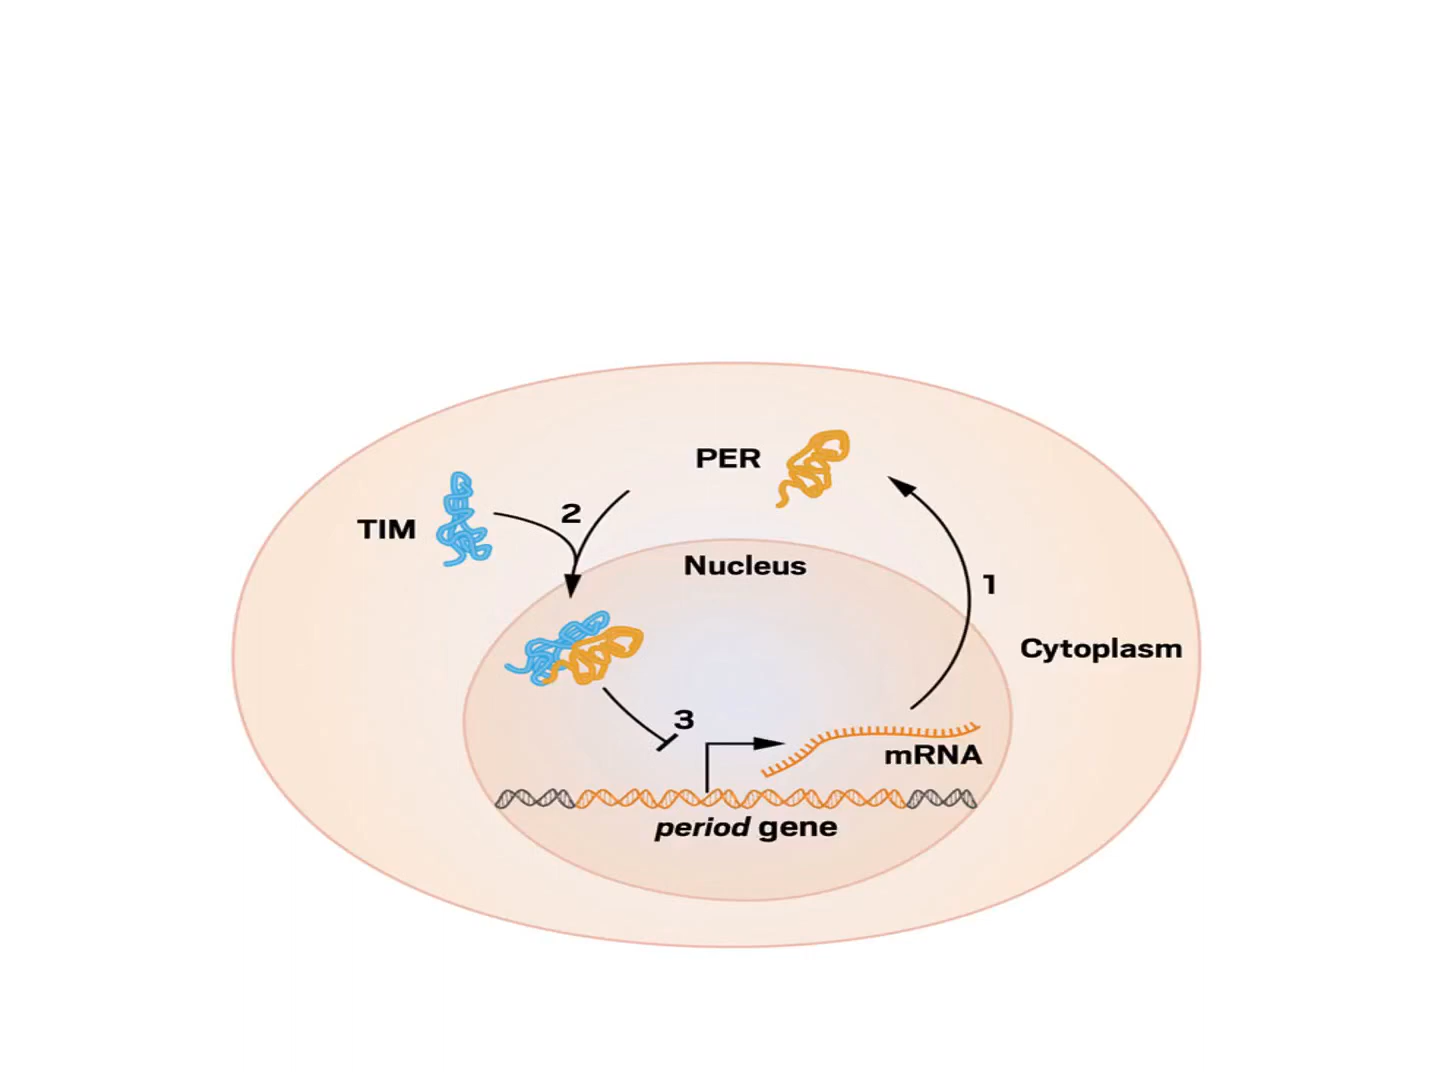 PER
TIM
2
Nucleus
1
Cytoplasm
3
mRNA
period gene